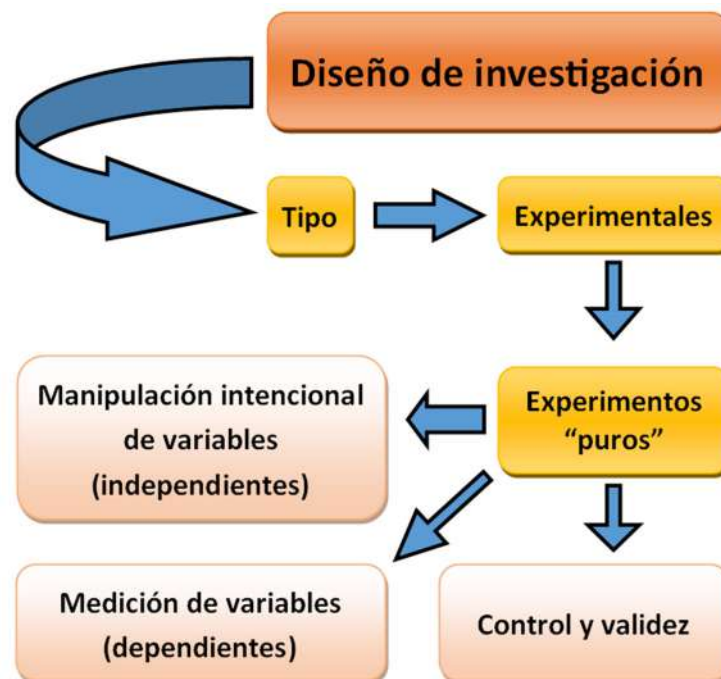 Diseño de investigación
Tipo
Experimentales
Experimentos
“puros”
Manipulación intencional
de variables
(independientes)
Medición de variables
(dependientes)
Control y validez